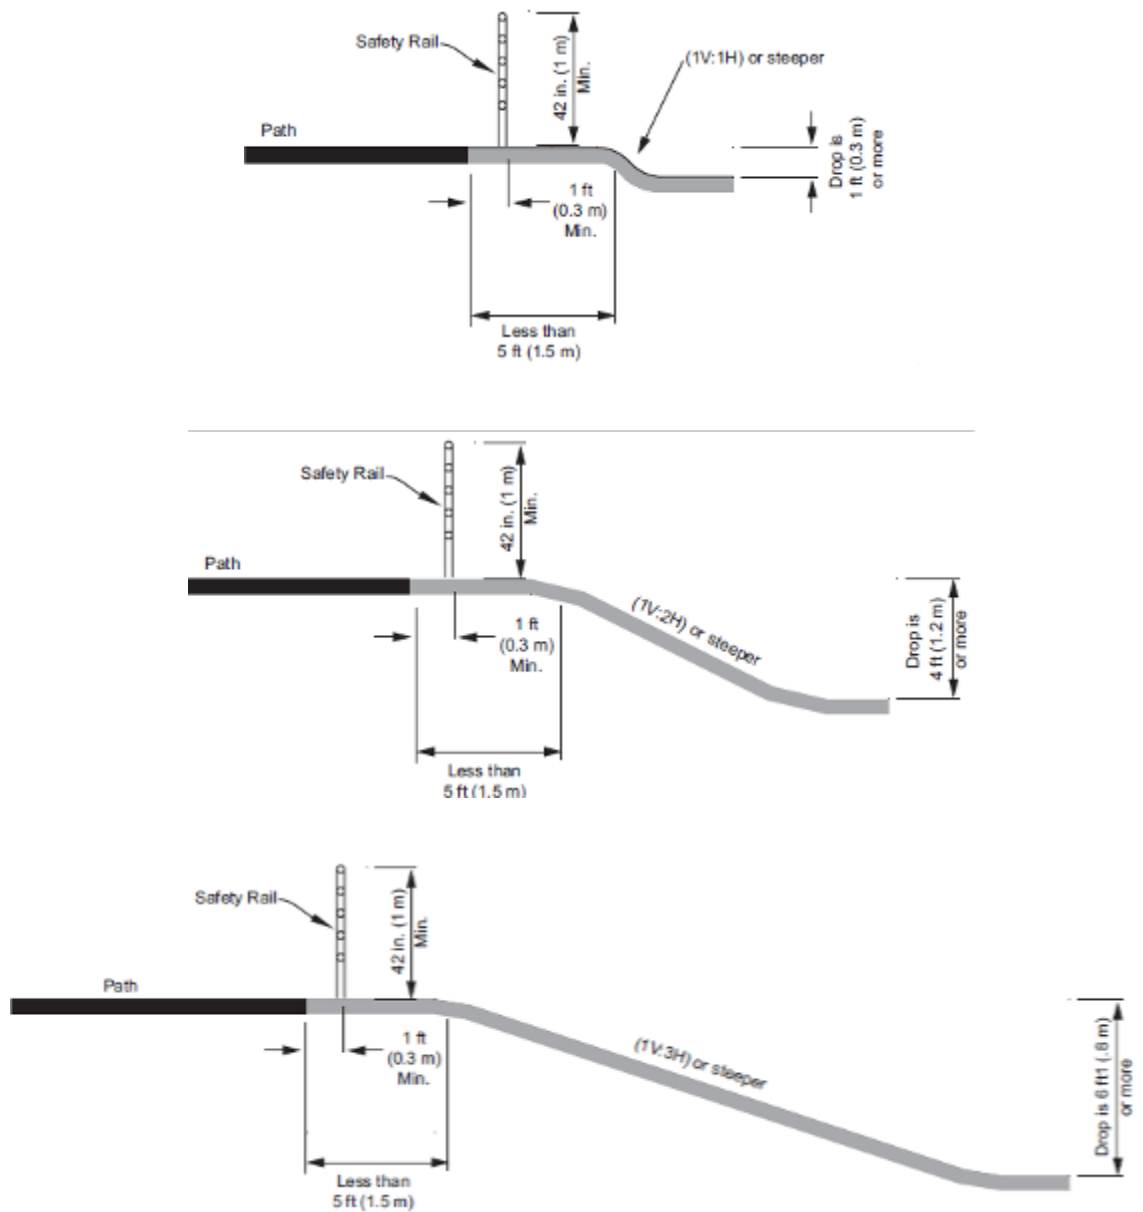 Safety Rail
42 in. (1 m)
Min.
(1V:1H) or steeper
Path
Drop is
1 ft (0.3 m)
or more
1 ft
(0.3 m)
Min.
Less than
5 ft (1.5 m)
Safety Rail
42 in. (1 m)
Min.
Path
(1V:2H) or steeper
Drop is
4 ft (1.2 m)
or more
1 ft
(0.3 m)
Min.
Less than
5 ft (1.5 m)
Safety Rail
42 in. (1 m)
Min.
Path
(1V:3H) or steeper
Drop is 6 ft1 (.8 m)
or more
1 ft
(0.3 m)
Min.
Less than
5 ft (1.5 m)